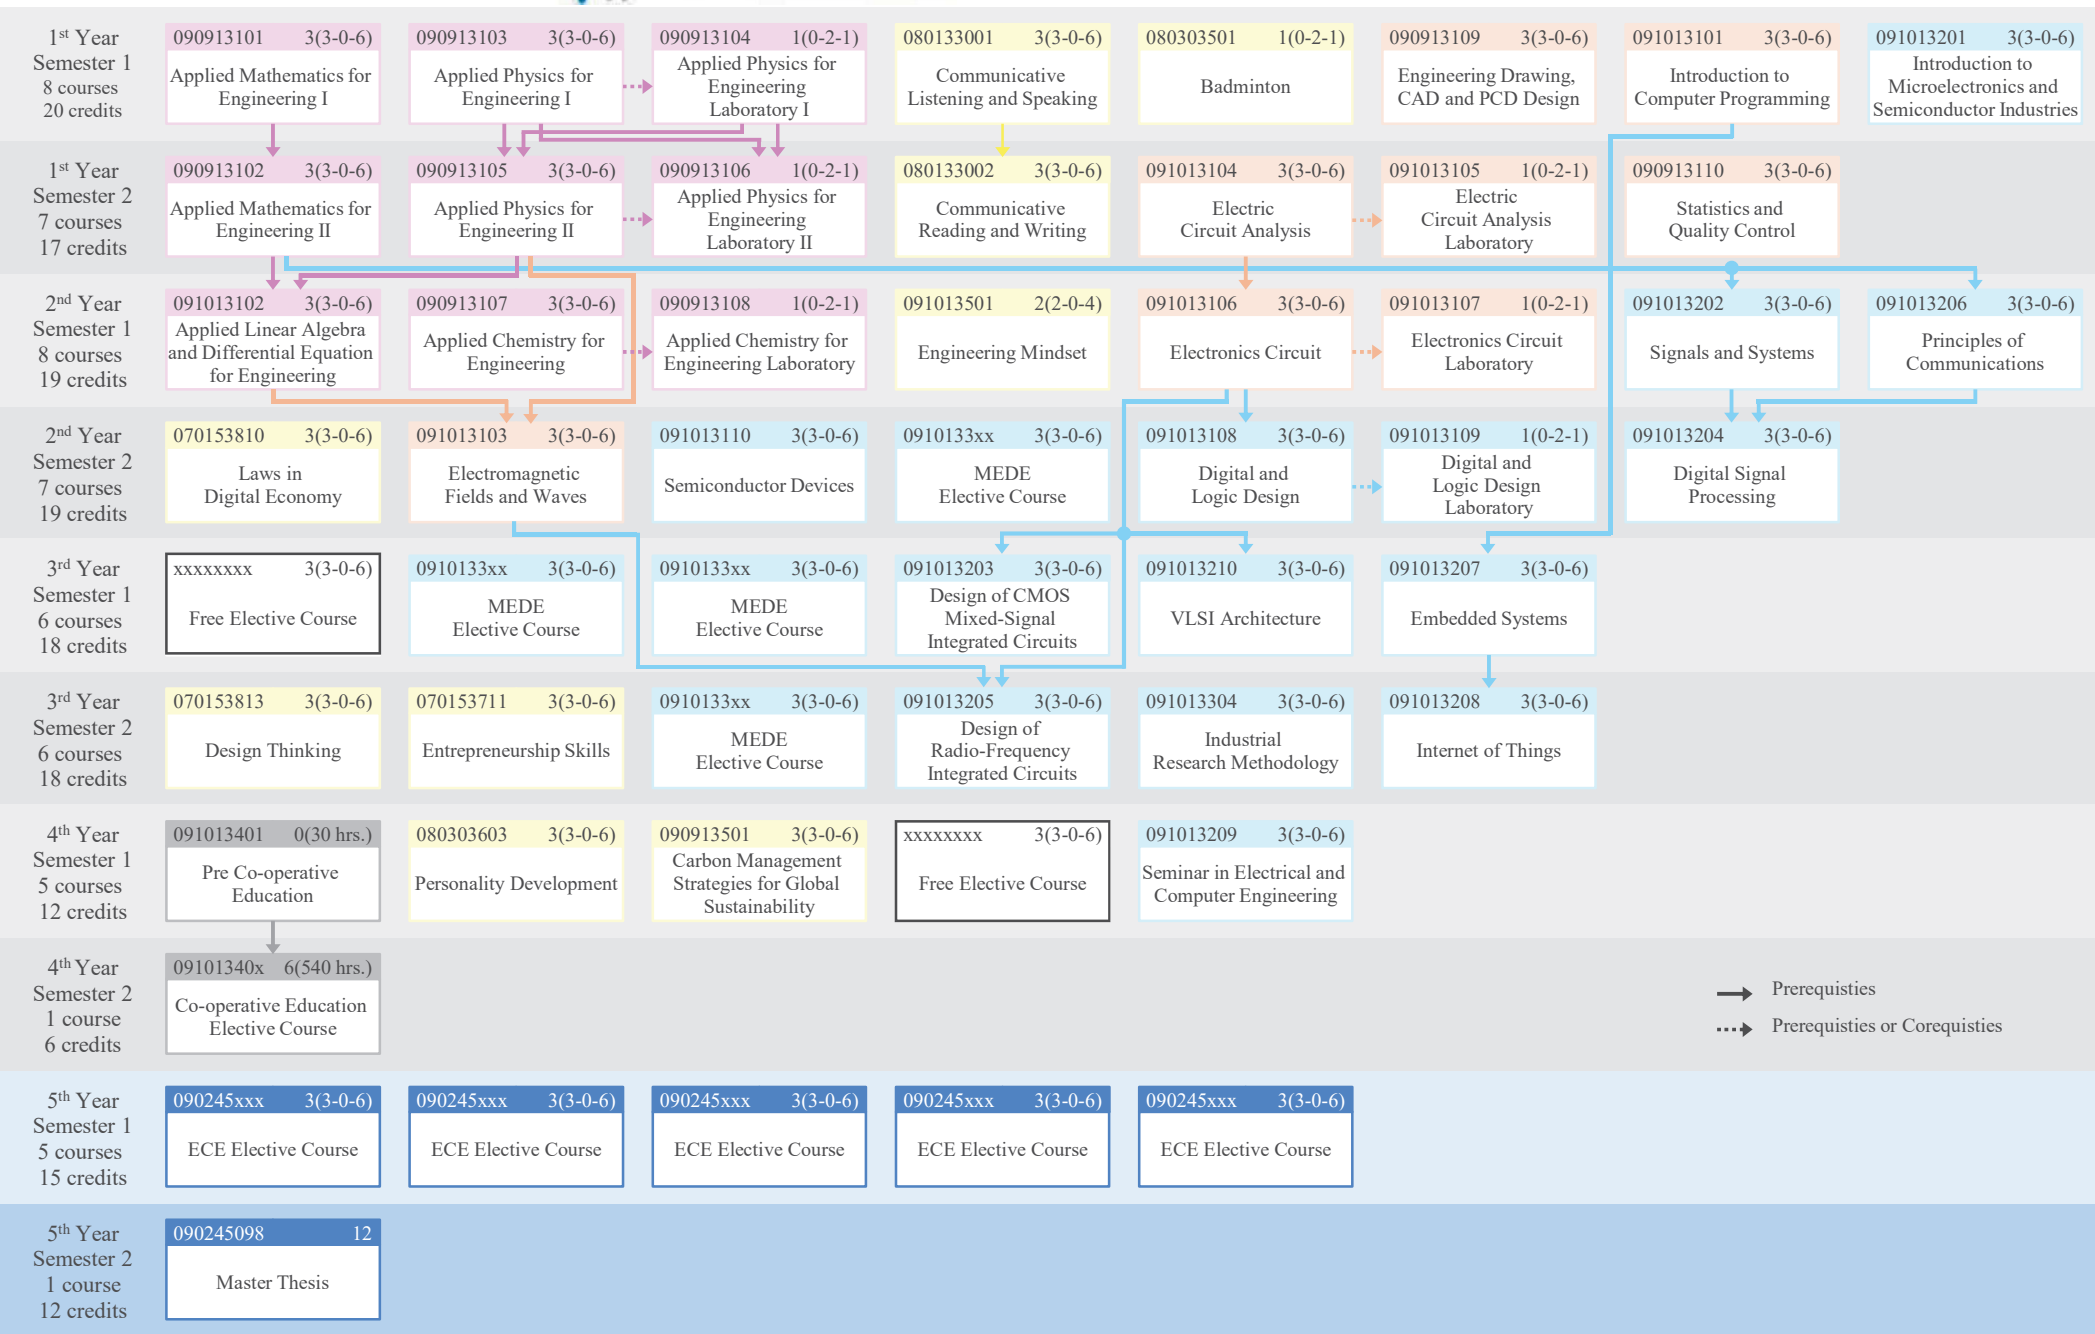 1st Year
Semester 1
8 courses
20 credits
090913101 3(3-0-6)
Applied Mathematics for
Engineering I
090913103 3(3-0-6)
Applied Physics for
Engineering I
090913104 1(0-2-1)
Applied Physics for
Engineering
Laboratory I
080133001 3(3-0-6)
Communicative
Listening and Speaking
080303501 1(0-2-1)
Badminton
090913109 3(3-0-6)
Engineering Drawing,
CAD and PCD Design
091013101 3(3-0-6)
Introduction to
Computer Programming
091013201 3(3-0-6)
Introduction to
Microelectronics and
Semiconductor Industries
1st Year
Semester 2
7 courses
17 credits
090913102 3(3-0-6)
Applied Mathematics for
Engineering II
090913105 3(3-0-6)
Applied Physics for
Engineering II
090913106 1(0-2-1)
Applied Physics for
Engineering
Laboratory II
080133002 3(3-0-6)
Communicative
Reading and Writing
091013104 3(3-0-6)
Electric
Circuit Analysis
091013105 1(0-2-1)
Electric
Circuit Analysis
Laboratory
090913110 3(3-0-6)
Statistics and
Quality Control
2nd Year
Semester 1
8 courses
19 credits
091013102 3(3-0-6)
Applied Linear Algebra
and Differential Equation
for Engineering
090913107 3(3-0-6)
Applied Chemistry for
Engineering
090913108 1(0-2-1)
Applied Chemistry for
Engineering Laboratory
091013501 2(2-0-4)
Engineering Mindset
091013106 3(3-0-6)
Electronics Circuit
091013107 1(0-2-1)
Electronics Circuit
Laboratory
091013202 3(3-0-6)
Signals and Systems
091013206 3(3-0-6)
Principles of
Communications
2nd Year
Semester 2
7 courses
19 credits
070153810 3(3-0-6)
Laws in
Digital Economy
091013103 3(3-0-6)
Electromagnetic
Fields and Waves
091013110 3(3-0-6)
Semiconductor Devices
0910133xx 3(3-0-6)
MEDE
Elective Course
091013108 3(3-0-6)
Digital and
Logic Design
091013109 1(0-2-1)
Digital and
Logic Design
Laboratory
091013204 3(3-0-6)
Digital Signal
Processing
3rd Year
Semester 1
6 courses
18 credits
xxxxxxxx 3(3-0-6)
Free Elective Course
0910133xx 3(3-0-6)
MEDE
Elective Course
0910133xx 3(3-0-6)
MEDE
Elective Course
091013203 3(3-0-6)
Design of CMOS
Mixed-Signal
Integrated Circuits
091013210 3(3-0-6)
VLSI Architecture
091013207 3(3-0-6)
Embedded Systems
3rd Year
Semester 2
6 courses
18 credits
070153813 3(3-0-6)
Design Thinking
070153711 3(3-0-6)
Entrepreneurship Skills
0910133xx 3(3-0-6)
MEDE
Elective Course
091013205 3(3-0-6)
Design of
Radio-Frequency
Integrated Circuits
091013304 3(3-0-6)
Industrial
Research Methodology
091013208 3(3-0-6)
Internet of Things
4th Year
Semester 1
5 courses
12 credits
091013401 0(30 hrs.)
Pre Co-operative
Education
080303603 3(3-0-6)
Personality Development
090913501 3(3-0-6)
Carbon Management
Strategies for Global
Sustainability
xxxxxxxx 3(3-0-6)
Free Elective Course
091013209 3(3-0-6)
Seminar in Electrical and
Computer Engineering
4th Year
Semester 2
1 course
6 credits
09101340x 6(540 hrs.)
Co-operative Education
Elective Course
Prerequisties
Prerequisties or Corequisties
5th Year
Semester 1
5 courses
15 credits
090245xxx 3(3-0-6)
ECE Elective Course
090245xxx 3(3-0-6)
ECE Elective Course
090245xxx 3(3-0-6)
ECE Elective Course
090245xxx 3(3-0-6)
ECE Elective Course
090245xxx 3(3-0-6)
ECE Elective Course
5th Year
Semester 2
1 course
12 credits
090245098 12
Master Thesis